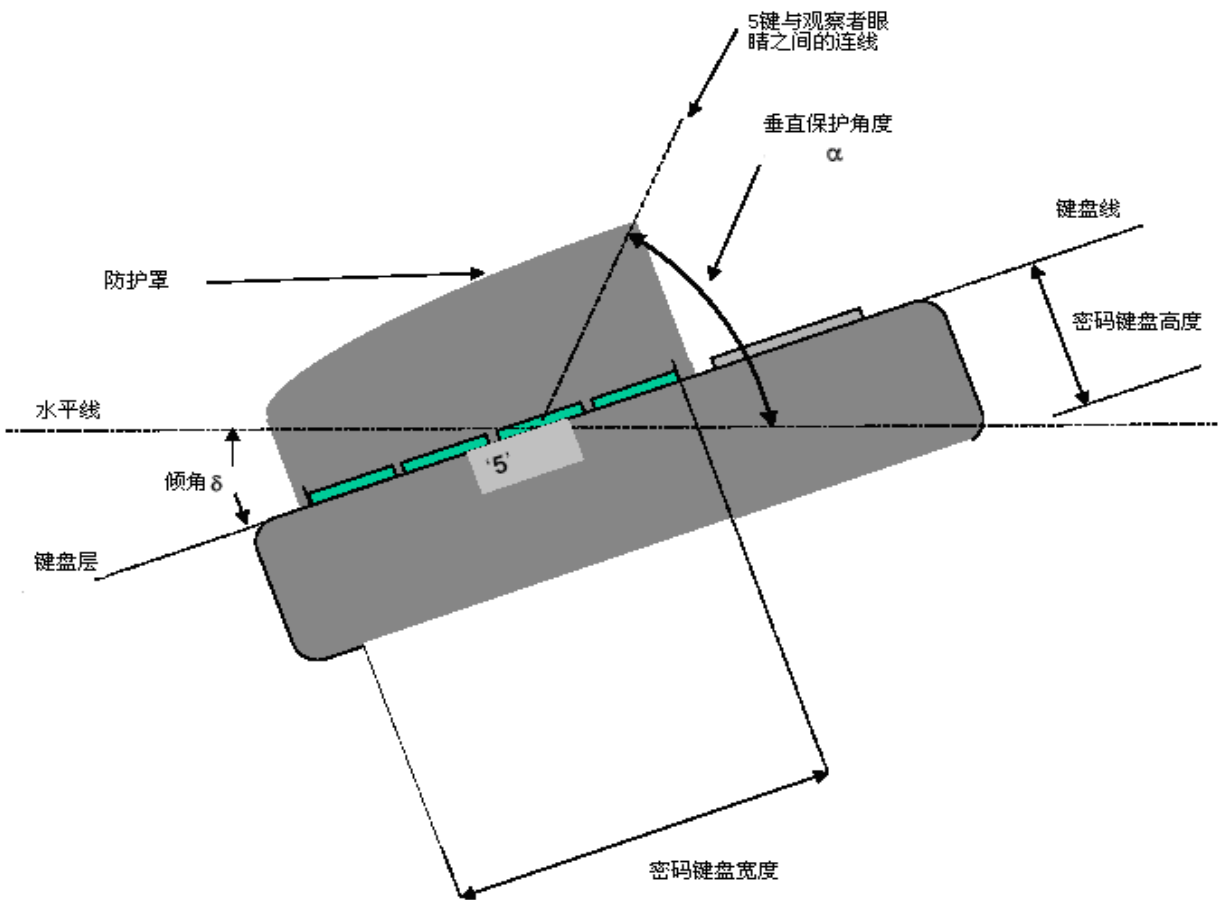 5键与观察者眼
睛之间的连线
垂直保护角度
α
键盘线
防护罩
密码键盘高度
水平线
'5'
倾角δ
键盘层
密码键盘宽度